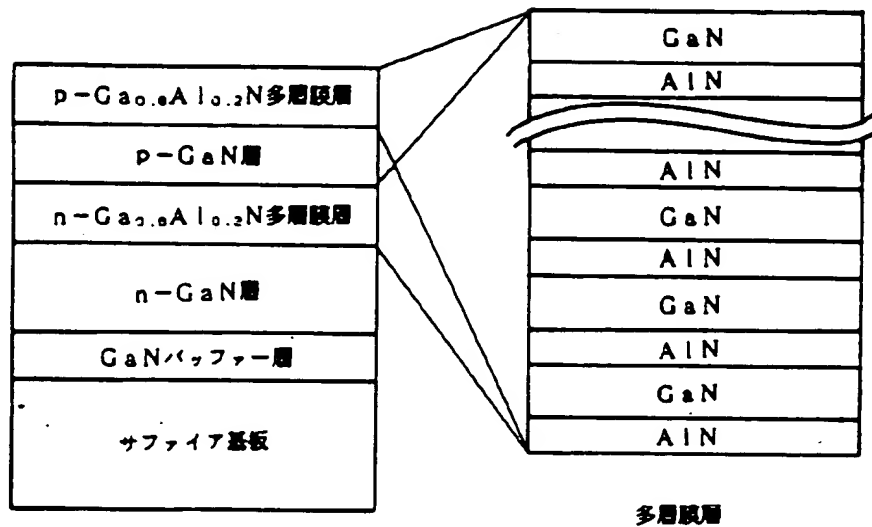 p-Ga₀.₈Al₀.₂N多層膜層
p-GaN層
n-Ga₀.₈Al₀.₂N多層膜層
n-GaN層
GaNバッファー層
サファイア基板
GaN
AlN
AlN
GaN
AlN
GaN
AlN
GaN
AlN
多層膜層